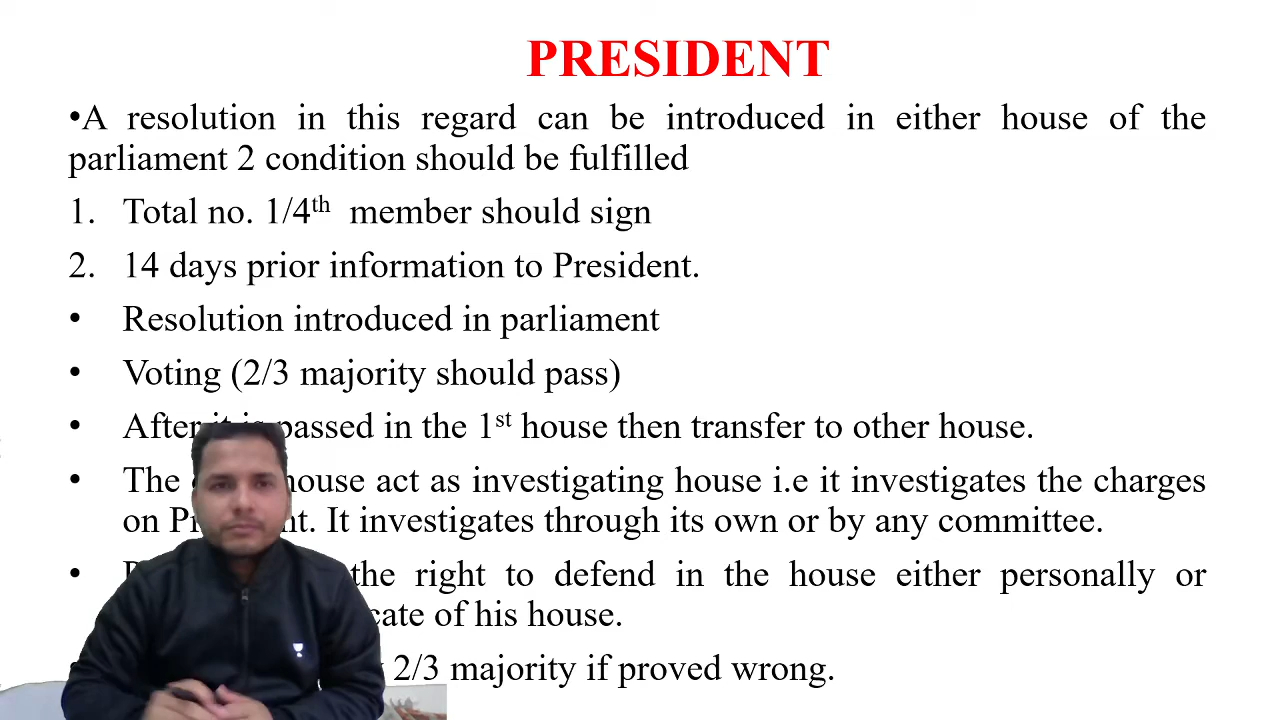 PRESIDENT
•A resolution in this regard can be introduced in either house of the
parliament 2 condition should be fulfilled
1. Total no. 1/4th member should sign
2. 14 days prior information to President.
• Resolution introduced in parliament
• Voting (2/3 majority should pass)
• After it is passed in the 1st house then transfer to other house.
• The house act as investigating house i.e it investigates the charges
on President. It investigates through its own or by any committee.
• the right to defend in the house either personally or
of his house.
2/3 majority if proved wrong.